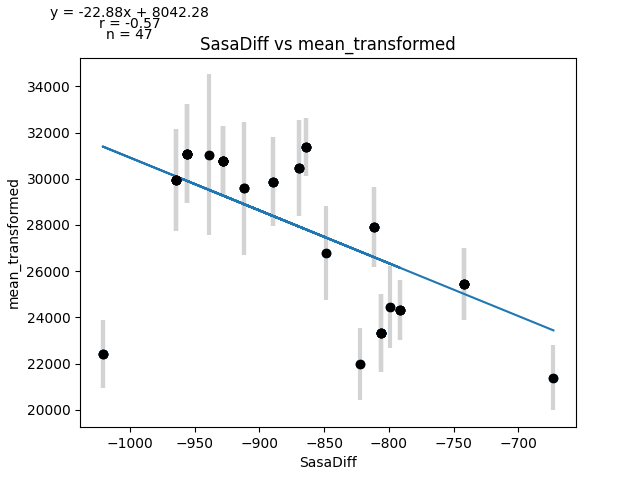 y = -22.88x + 8042.28
r = -0.57
n = 47
SasaDiff vs mean_transformed
34000
32000
30000
28000
26000
24000
22000
20000
mean_transformed
−1000 −950 −900 −850 −800 −750 −700
SasaDiff